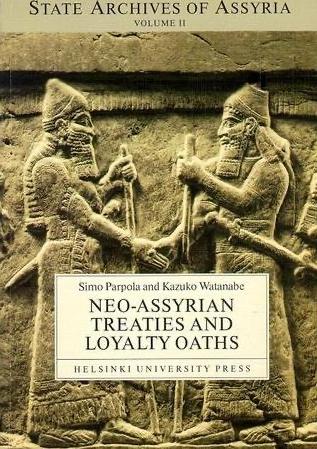 STATE ARCHIVES OF ASSYRIA
VOLUME II
Simo Parpola and Kazuko Watanabe
NEO-ASSYRIAN
TREATIES AND
LOYALTY OATHS
HELSINKI UNIVERSITY PRESS